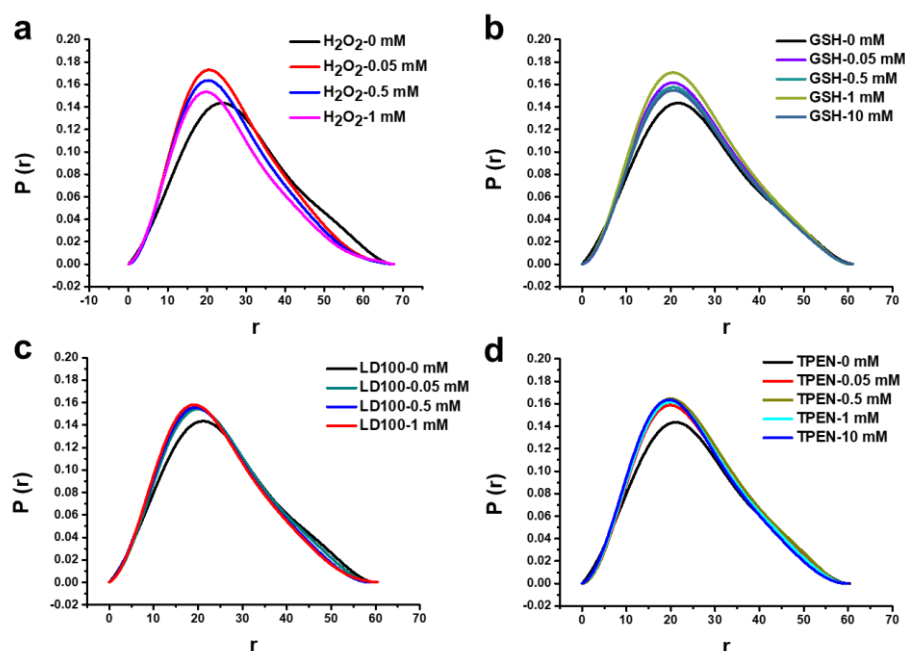 a
0.20
0.18
0.16
0.14
0.12
0.10
0.08
0.06
0.04
0.02
0.00
-0.02
P (r)
-10 0 10 20 30 40 50 60 70
r
H2O2-0 mM
H2O2-0.05 mM
H2O2-0.5 mM
H2O2-1 mM
b
0.20
0.18
0.16
0.14
0.12
0.10
0.08
0.06
0.04
0.02
0.00
-0.02
P (r)
0 10 20 30 40 50 60 70
r
GSH-0 mM
GSH-0.05 mM
GSH-0.5 mM
GSH-1 mM
GSH-10 mM
c
0.20
0.18
0.16
0.14
0.12
0.10
0.08
0.06
0.04
0.02
0.00
-0.02
P (r)
0 10 20 30 40 50 60 70
r
LD100-0 mM
LD100-0.05 mM
LD100-0.5 mM
LD100-1 mM
d
0.20
0.18
0.16
0.14
0.12
0.10
0.08
0.06
0.04
0.02
0.00
-0.02
P (r)
0 10 20 30 40 50 60 70
r
TPEN-0 mM
TPEN-0.05 mM
TPEN-0.5 mM
TPEN-1 mM
TPEN-10 mM